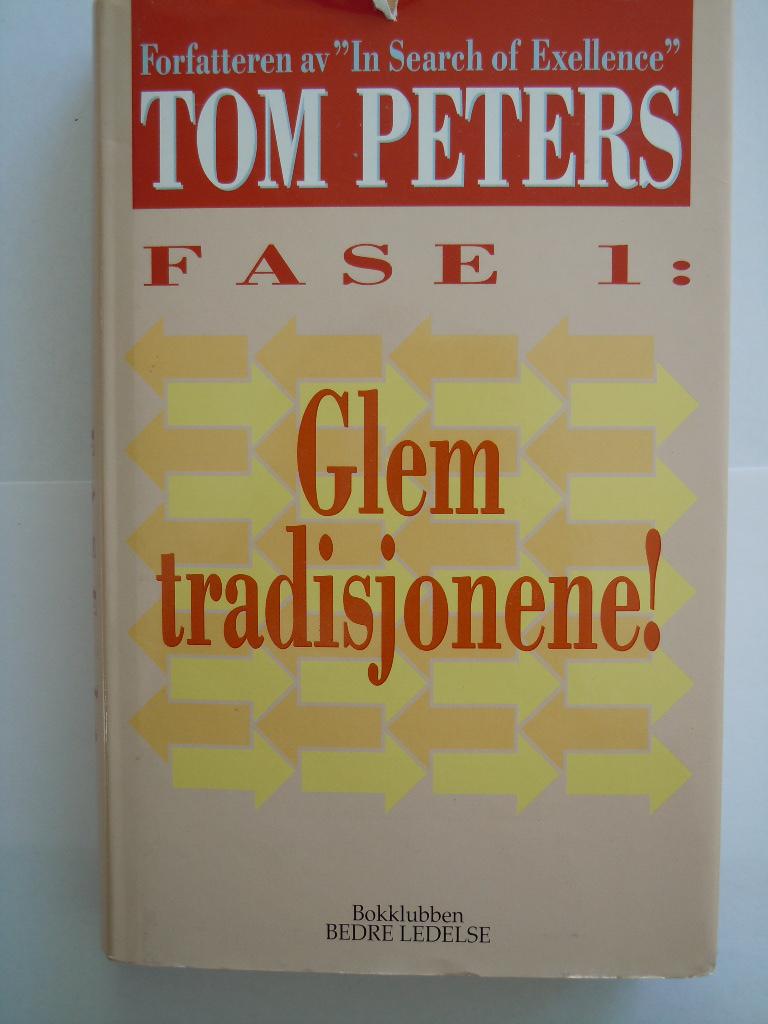 Forfatteren av "In Search of Exellence"
TOM PETERS
FASE 1:
Glem
tradisjonene!
Bokklubben
BEDRE LEDELSE